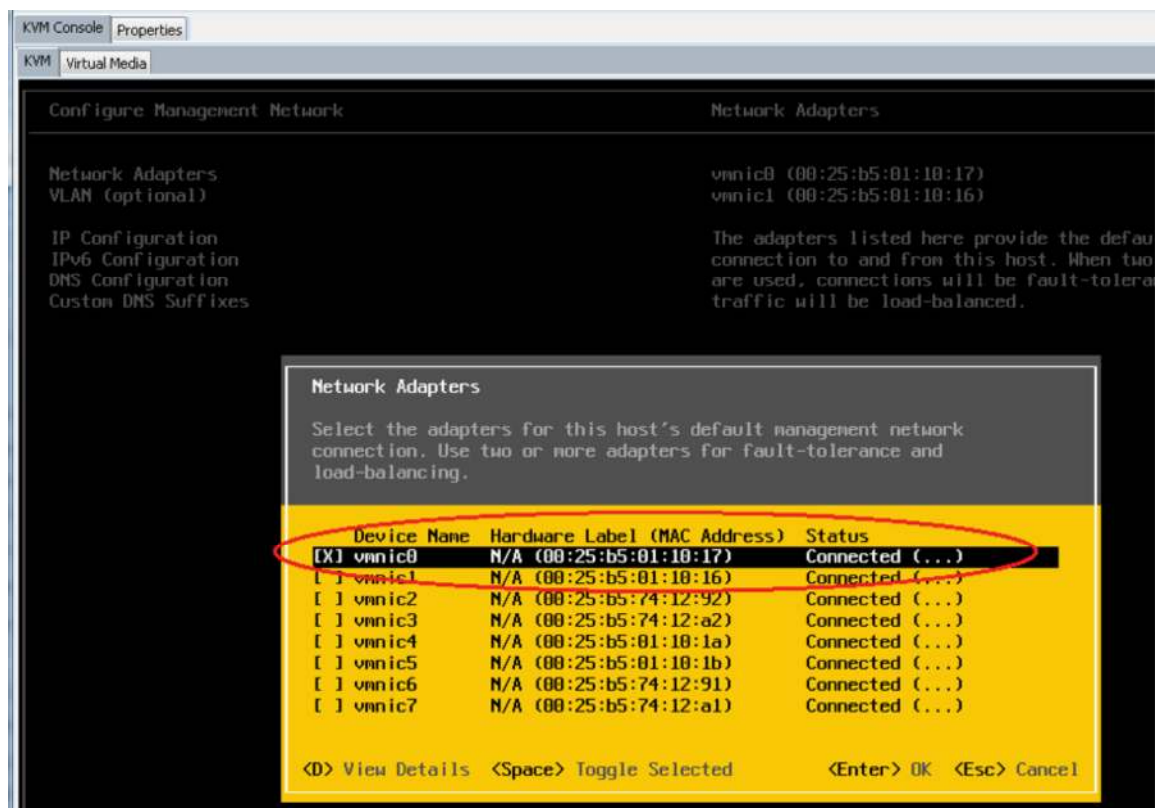 KVM Console Properties
KVM Virtual Media
Configure Management Network
Network Adapters
Network Adapters
VLAN (optional)
IP Configuration
IPv6 Configuration
DNS Configuration
Custom DNS Suffixes
vmnic0 (00:25:b5:01:10:17)
vmnic1 (00:25:b5:01:10:16)
The adapters listed here provide the defau
connection to and from this host. When two
are used, connections will be fault-toleran
traffic will be load-balanced.
Network Adapters
Select the adapters for this host's default management network
connection. Use two or more adapters for fault-tolerance and
load-balancing.
Device Name Hardware Label (MAC Address) Status
[X] vmnic0 N/A (00:25:b5:01:10:17) Connected (...)
[ ] vmnic1 N/A (00:25:b5:01:10:16) Connected (...)
[ ] vmnic2 N/A (00:25:b5:74:12:92) Connected (...)
[ ] vmnic3 N/A (00:25:b5:74:12:a2) Connected (...)
[ ] vmnic4 N/A (00:25:b5:01:10:1a) Connected (...)
[ ] vmnic5 N/A (00:25:b5:01:10:1b) Connected (...)
[ ] vmnic6 N/A (00:25:b5:74:12:91) Connected (...)
[ ] vmnic7 N/A (00:25:b5:74:12:a1) Connected (...)
<D> View Details <Space> Toggle Selected <Enter> OK <Esc> Cancel